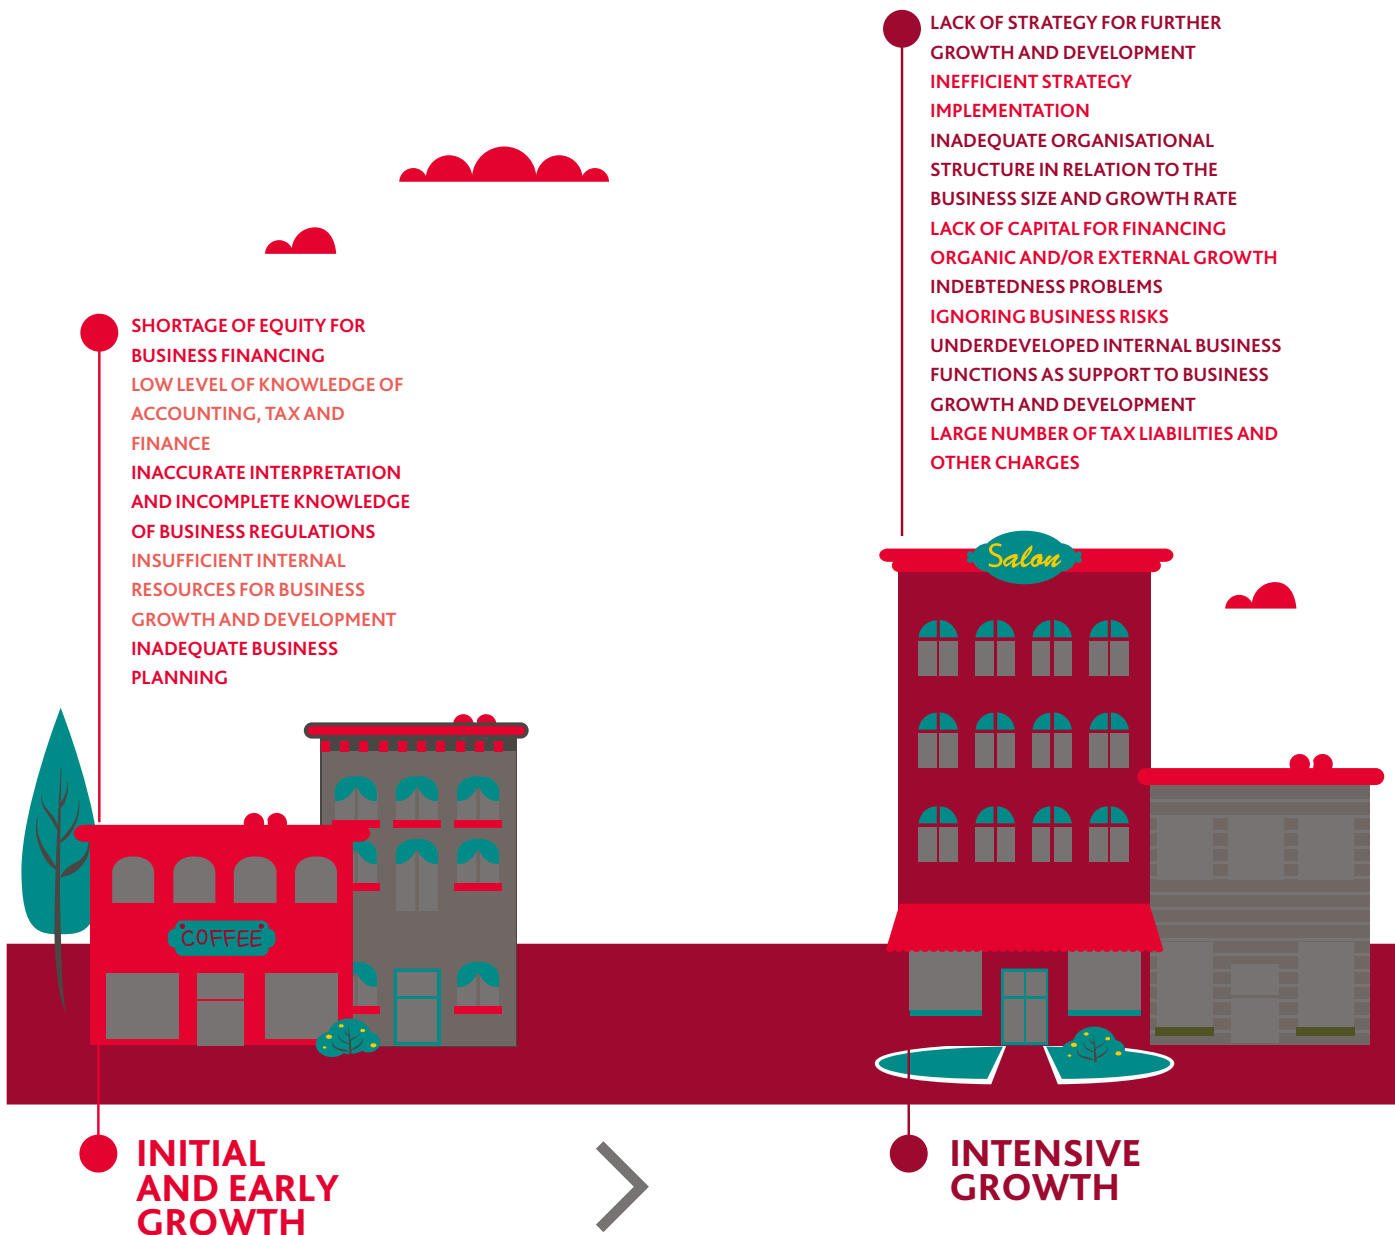 LACK OF STRATEGY FOR FURTHER
GROWTH AND DEVELOPMENT
INEFFICIENT STRATEGY
IMPLEMENTATION
INADEQUATE ORGANISATIONAL
STRUCTURE IN RELATION TO THE
BUSINESS SIZE AND GROWTH RATE
LACK OF CAPITAL FOR FINANCING
ORGANIC AND/OR EXTERNAL GROWTH
INDEBTEDNESS PROBLEMS
IGNORING BUSINESS RISKS
UNDERDEVELOPED INTERNAL BUSINESS
FUNCTIONS AS SUPPORT TO BUSINESS
GROWTH AND DEVELOPMENT
LARGE NUMBER OF TAX LIABILITIES AND
OTHER CHARGES
SHORTAGE OF EQUITY FOR
BUSINESS FINANCING
LOW LEVEL OF KNOWLEDGE OF
ACCOUNTING, TAX AND
FINANCE
INACCURATE INTERPRETATION
AND INCOMPLETE KNOWLEDGE
OF BUSINESS REGULATIONS
INSUFFICIENT INTERNAL
RESOURCES FOR BUSINESS
GROWTH AND DEVELOPMENT
INADEQUATE BUSINESS
PLANNING
Salon
COFFEE
INITIAL
AND EARLY
GROWTH
INTENSIVE
GROWTH